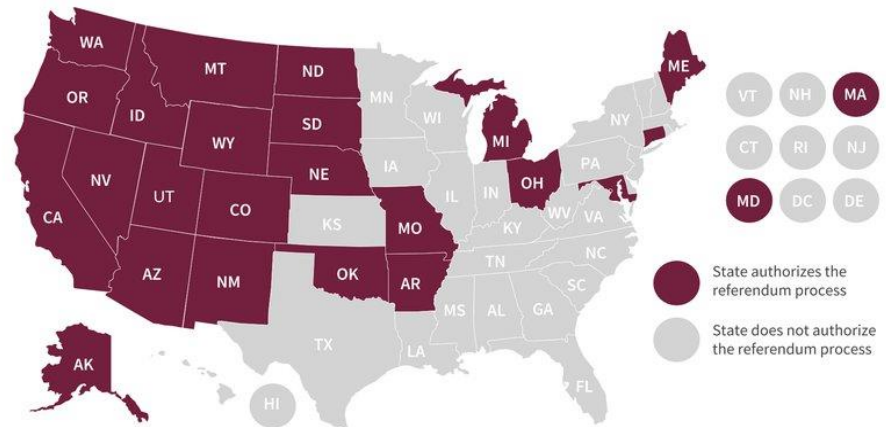 WA
MT
ND
MN
ME
VT
NH
MA
OR
ID
SD
WI
NY
WY
MI
CT
RI
NJ
IA
PA
NE
NV
UT
CO
IL
IN
OH
MD
DC
DE
CA
KS
MO
WV
VA
KY
NC
AZ
NM
OK
AR
TN
SC
MS
AL
GA
TX
LA
AK
FL
HI
State authorizes the
referendum process
State does not authorize
the referendum process